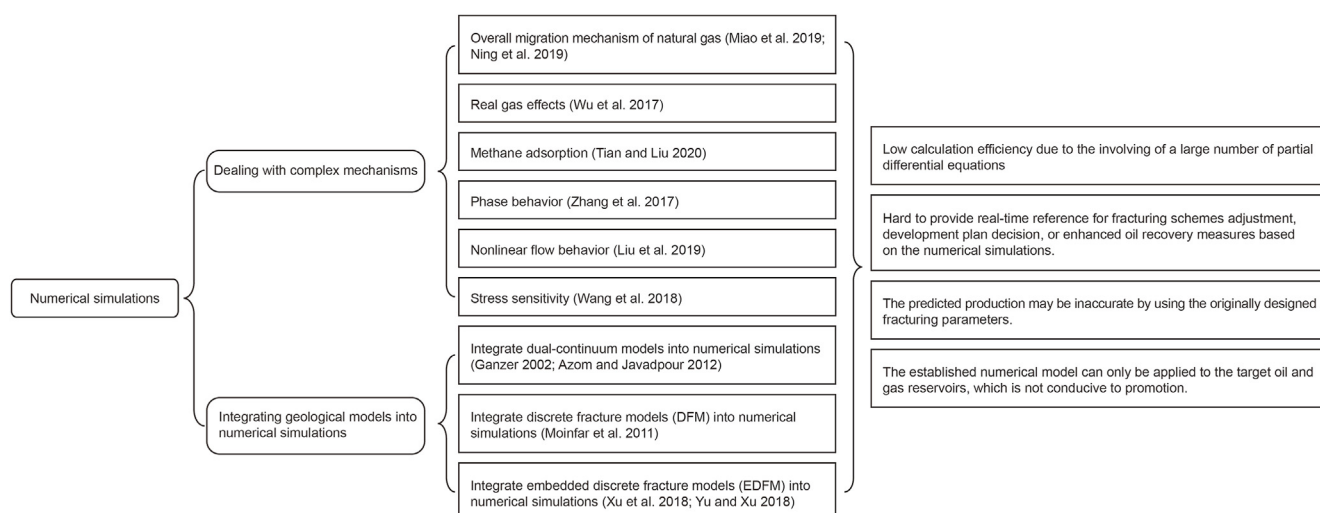 Numerical simulations
Dealing with complex mechanisms
Integrating geological models into
numerical simulations
Overall migration mechanism of natural gas (Miao et al. 2019;
Ning et al. 2019)
Real gas effects (Wu et al. 2017)
Methane adsorption (Tian and Liu 2020)
Phase behavior (Zhang et al. 2017)
Nonlinear flow behavior (Liu et al. 2019)
Stress sensitivity (Wang et al. 2018)
Integrate dual-continuum models into numerical simulations
(Ganzer 2002; Azom and Javadpour 2012)
Integrate discrete fracture models (DFM) into numerical
simulations (Moinfar et al. 2011)
Integrate embedded discrete fracture models (EDFM) into
numerical simulations (Xu et al. 2018; Yu and Xu 2018)
Low calculation efficiency due to the involving of a large number of partial
differential equations
Hard to provide real-time reference for fracturing schemes adjustment,
development plan decision, or enhanced oil recovery measures based
on the numerical simulations.
The predicted production may be inaccurate by using the originally designed
fracturing parameters.
The established numerical model can only be applied to the target oil and
gas reservoirs, which is not conducive to promotion.